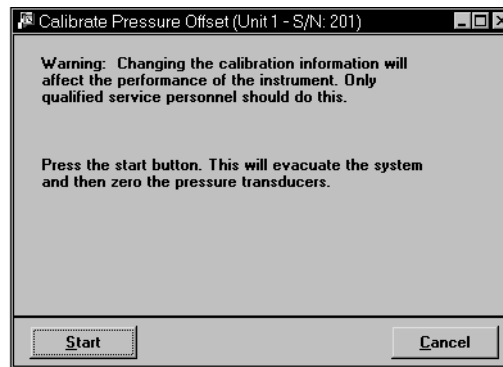 Calibrate Pressure Offset (Unit 1 - S/N: 201)
Warning: Changing the calibration information will
affect the performance of the instrument. Only
qualified service personnel should do this.
Press the start button. This will evacuate the system
and then zero the pressure transducers.
Start
Cancel